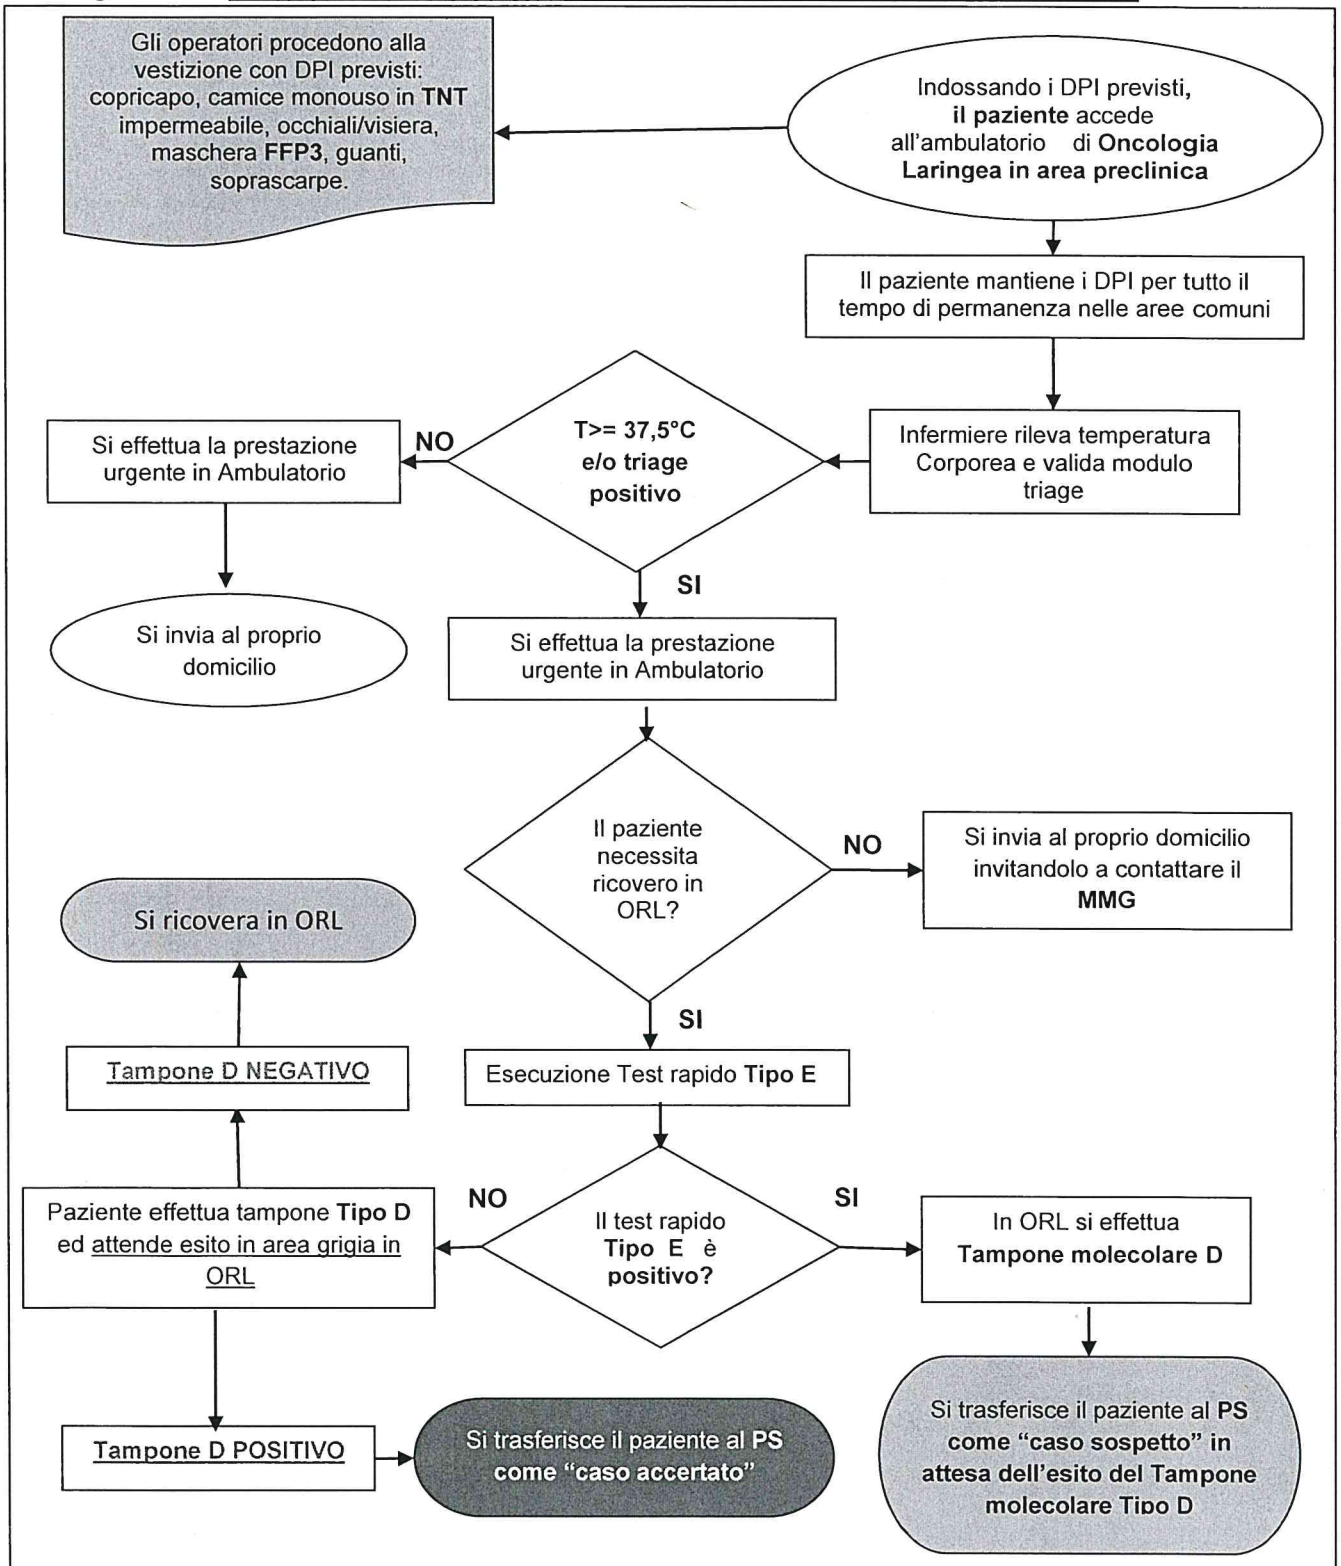 Gli operatori procedono alla
vestizione con DPI previsti:
copricapo, camice monouso in TNT
impermeabile, occhiali/visiera,
maschera FFP3, guanti,
soprascarpe.
Indossando i DPI previsti,
il paziente accede
all'ambulatorio di Oncologia
Laringea in area preclinica
Il paziente mantiene i DPI per tutto il
tempo di permanenza nelle aree comuni
Infermiere rileva temperatura
Corporea e valida modulo
triage
T>= 37,5°C
e/o triage
positivo
NO
Si effettua la prestazione
urgente in Ambulatorio
Si invia al proprio
domicilio
SI
Si effettua la prestazione
urgente in Ambulatorio
Il paziente
necessita
ricovero in
ORL?
NO
Si invia al proprio domicilio
invitandolo a contattare il
MMG
SI
Esecuzione Test rapido Tipo E
Il test rapido
Tipo E è
positivo?
NO
Paziente effettua tampone Tipo D
ed attende esito in area grigia in
ORL
Tampone D NEGATIVO
Si ricovera in ORL
Tampone D POSITIVO
Si trasferisce il paziente al PS
come "caso accertato"
SI
In ORL si effettua
Tampone molecolare D
Si trasferisce il paziente al PS
come "caso sospetto" in
attesa dell'esito del Tampone
molecolare Tipo D